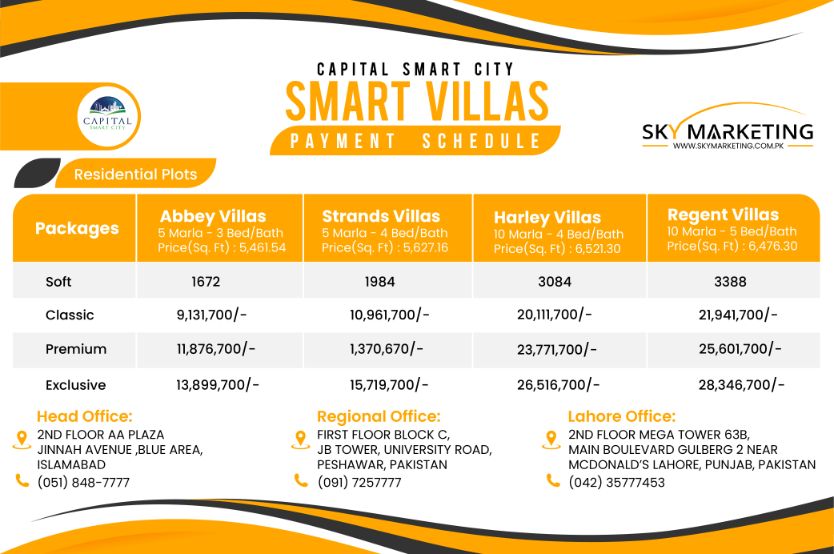 CAPITAL SMART CITY
SMART VILLAS
PAYMENT SCHEDULE
CAPITAL
SMART CITY
SKY MARKETING
WWW.SKYMARKETING.COM.PK
Residential Plots
Packages
Abbey Villas
5 Marla - 3 Bed/Bath
Price(Sq. Ft) : 5,461.54
Strands Villas
5 Marla - 4 Bed/Bath
Price(Sq. Ft) : 5,627.16
Harley Villas
10 Marla - 4 Bed/Bath
Price(Sq. Ft) : 6,521.30
Regent Villas
10 Marla - 5 Bed/Bath
Price(Sq. Ft) : 6,476.30
Soft 1672 1984 3084 3388
Classic 9,131,700/- 10,961,700/- 20,111,700/- 21,941,700/-
Premium 11,876,700/- 1,370,670/- 23,771,700/- 25,601,700/-
Exclusive 13,899,700/- 15,719,700/- 26,516,700/- 28,346,700/-
Head Office:
2ND FLOOR AA PLAZA
JINNAH AVENUE ,BLUE AREA,
ISLAMABAD
(051) 848-7777
Regional Office:
FIRST FLOOR BLOCK C,
JB TOWER, UNIVERSITY ROAD,
PESHAWAR, PAKISTAN
(091) 7257777
Lahore Office:
2ND FLOOR MEGA TOWER 63B,
MAIN BOULEVARD GULBERG 2 NEAR
MCDONALD'S LAHORE, PUNJAB, PAKISTAN
(042) 35777453